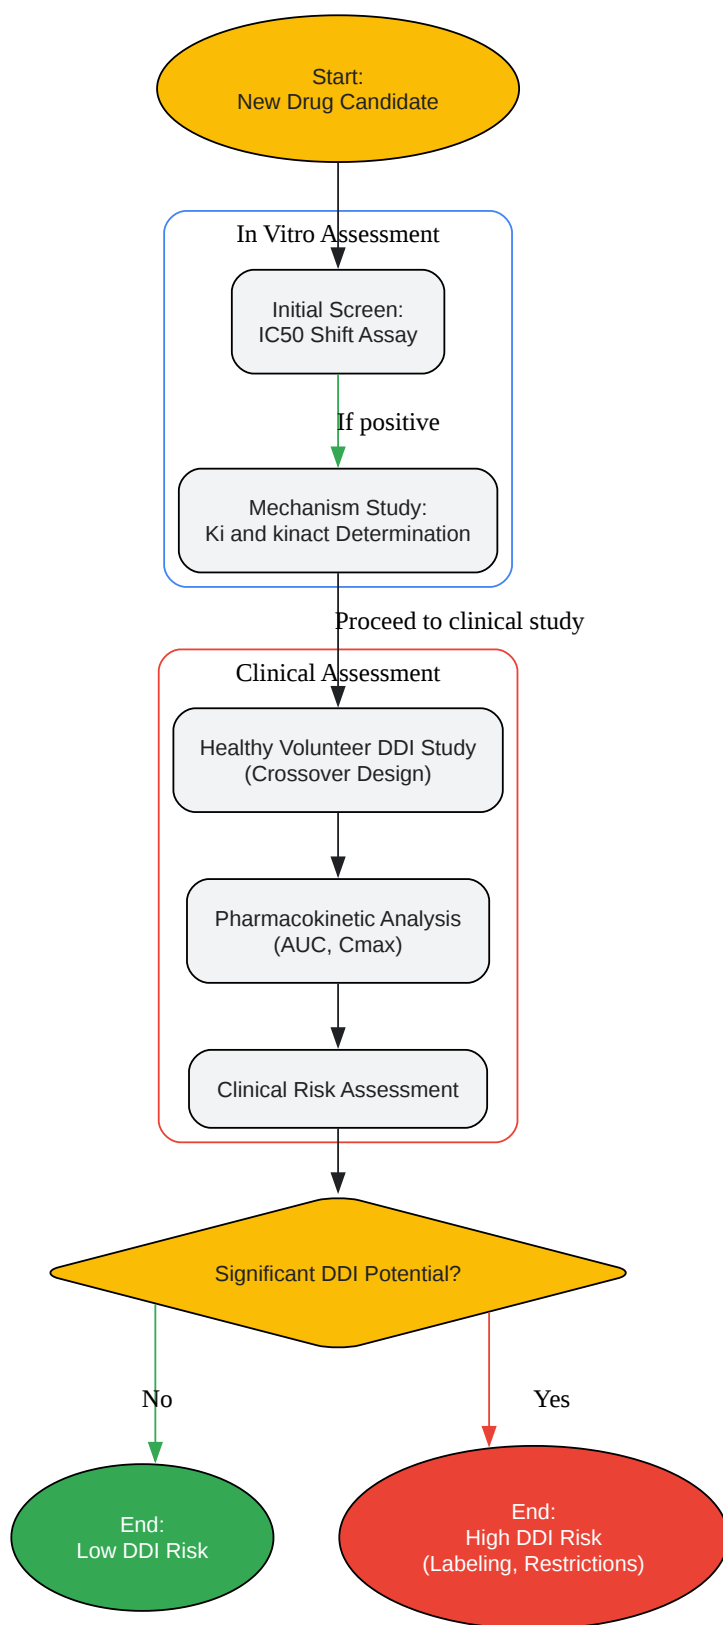 Start:
New Drug Candidate
In Vitro Assessment
Initial Screen:
IC50 Shift Assay
If positive
Mechanism Study:
Ki and kinact Determination
Proceed to clinical study
Clinical Assessment
Healthy Volunteer DDI Study
(Crossover Design)
Pharmacokinetic Analysis
(AUC, Cmax)
Clinical Risk Assessment
Significant DDI Potential?
No
Yes
End:
Low DDI Risk
End:
High DDI Risk
(Labeling, Restrictions)